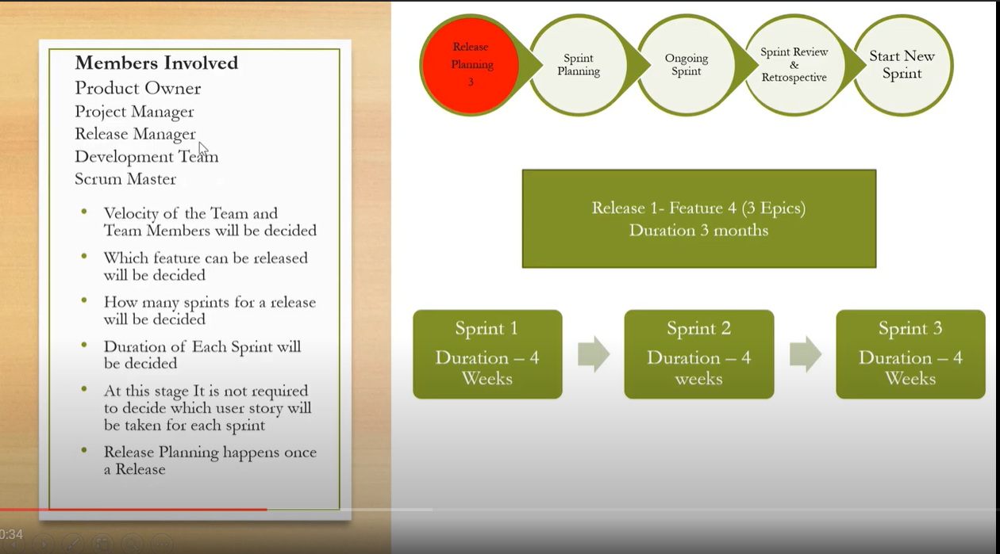 Members Involved
Product Owner
Project Manager
Release Manager
Development Team
Scrum Master
• Velocity of the Team and
Team Members will be decided
• Which feature can be released
will be decided
• How many sprints for a release
will be decided
• Duration of Each Sprint will
be decided
• At this stage It is not required
to decide which user story will
be taken for each sprint
• Release Planning happens once
a Release
Release
Planning
3
Sprint
Planning
Ongoing
Sprint
Sprint Review
&
Retrospective
Start New
Sprint
Release 1- Feature 4 (3 Epics)
Duration 3 months
Sprint 1
Duration – 4
Weeks
Sprint 2
Duration – 4
weeks
Sprint 3
Duration – 4
Weeks
0:34